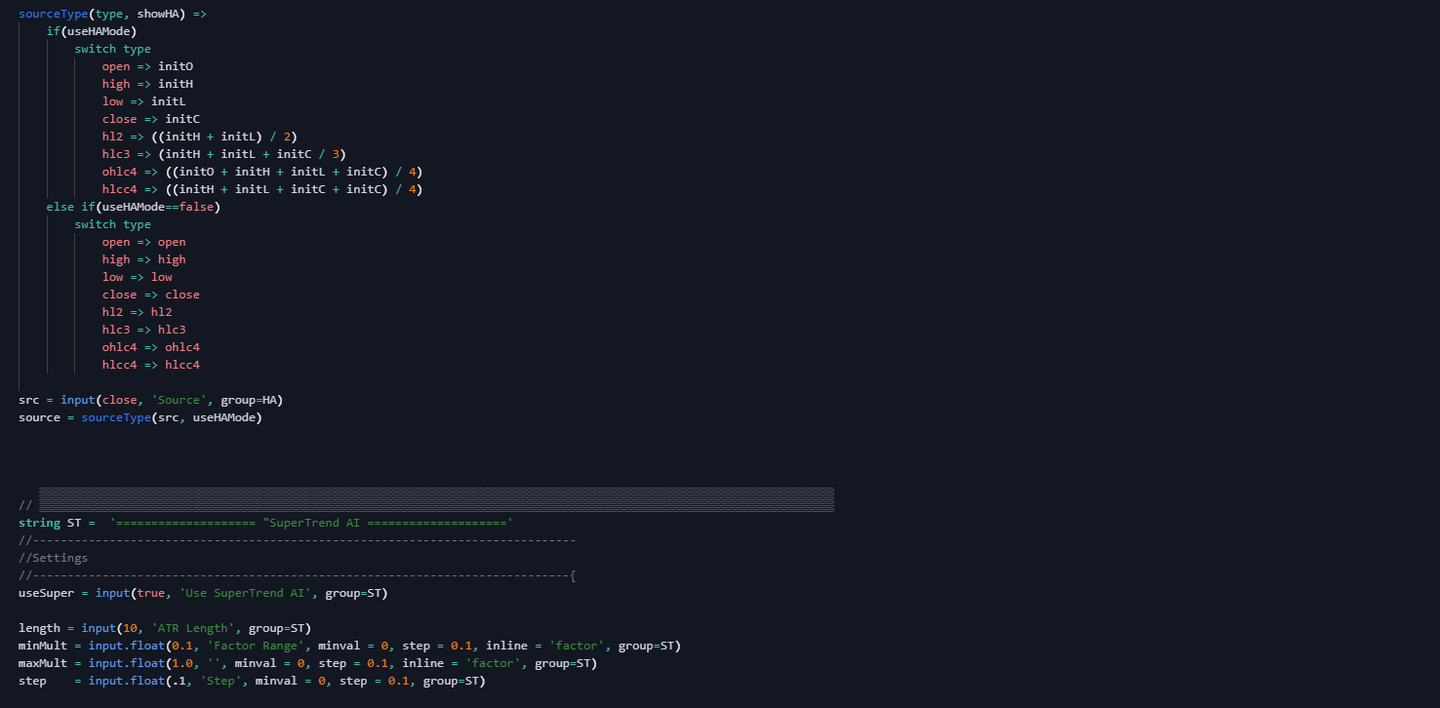 sourceType(type, showHA) =>
    if(useHAMode)
        switch type
            open => initO
            high => initH
            low => initL
            close => initC
            hl2 => ((initH + initL) / 2)
            hlc3 => (initH + initL + initC / 3)
            ohlc4 => ((initO + initH + initL + initC) / 4)
            hlcc4 => ((initH + initL + initC + initC) / 4)
    else if(useHAMode==false)
        switch type
            open => open
            high => high
            low => low
            close => close
            hl2 => hl2
            hlc3 => hlc3
            ohlc4 => ohlc4
            hlcc4 => hlcc4
src = input(close, 'Source', group=HA)
source = sourceType(src, useHAMode)
//
string ST =  '==================== "SuperTrend AI ===================='
//------------------------------------------------------------------------------
//Settings
//-----------------------------------------------------------------------------{
useSuper = input(true, 'Use SuperTrend AI', group=ST)
length = input(10, 'ATR Length', group=ST)
minMult = input.float(0.1, 'Factor Range', minval = 0, step = 0.1, inline = 'factor', group=ST)
maxMult = input.float(1.0, '', minval = 0, step = 0.1, inline = 'factor', group=ST)
step    = input.float(.1, 'Step', minval = 0, step = 0.1, group=ST)